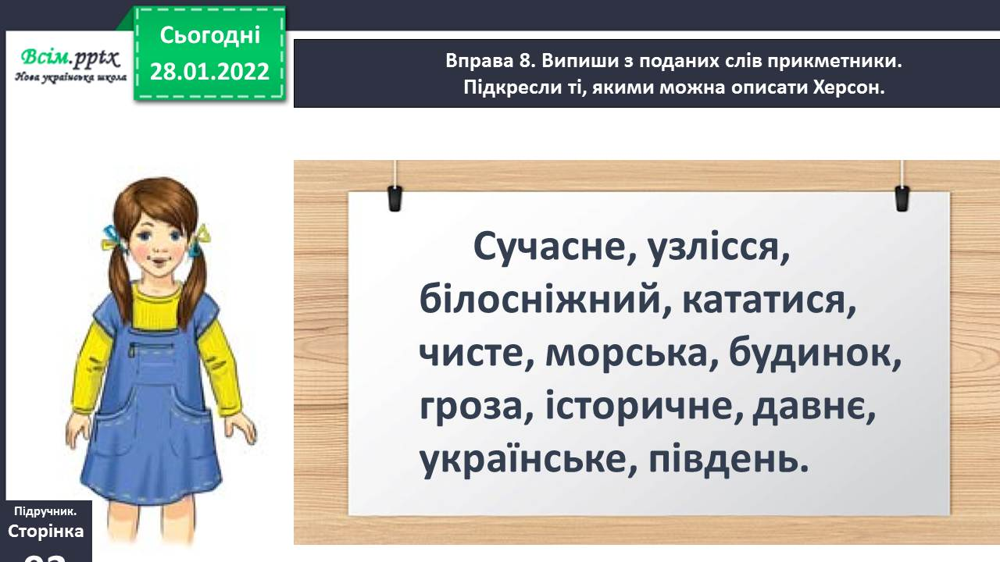 Всім.pptx
Нова українська школа
Сьогодні
28.01.2022
Вправа 8. Випиши з поданих слів прикметники.
Підкресли ті, якими можна описати Херсон.
Сучасне, узлісся,
білосніжний, кататися,
чисте, морська, будинок,
гроза, історичне, давнє,
українське, південь.
Підручник.
Сторінка